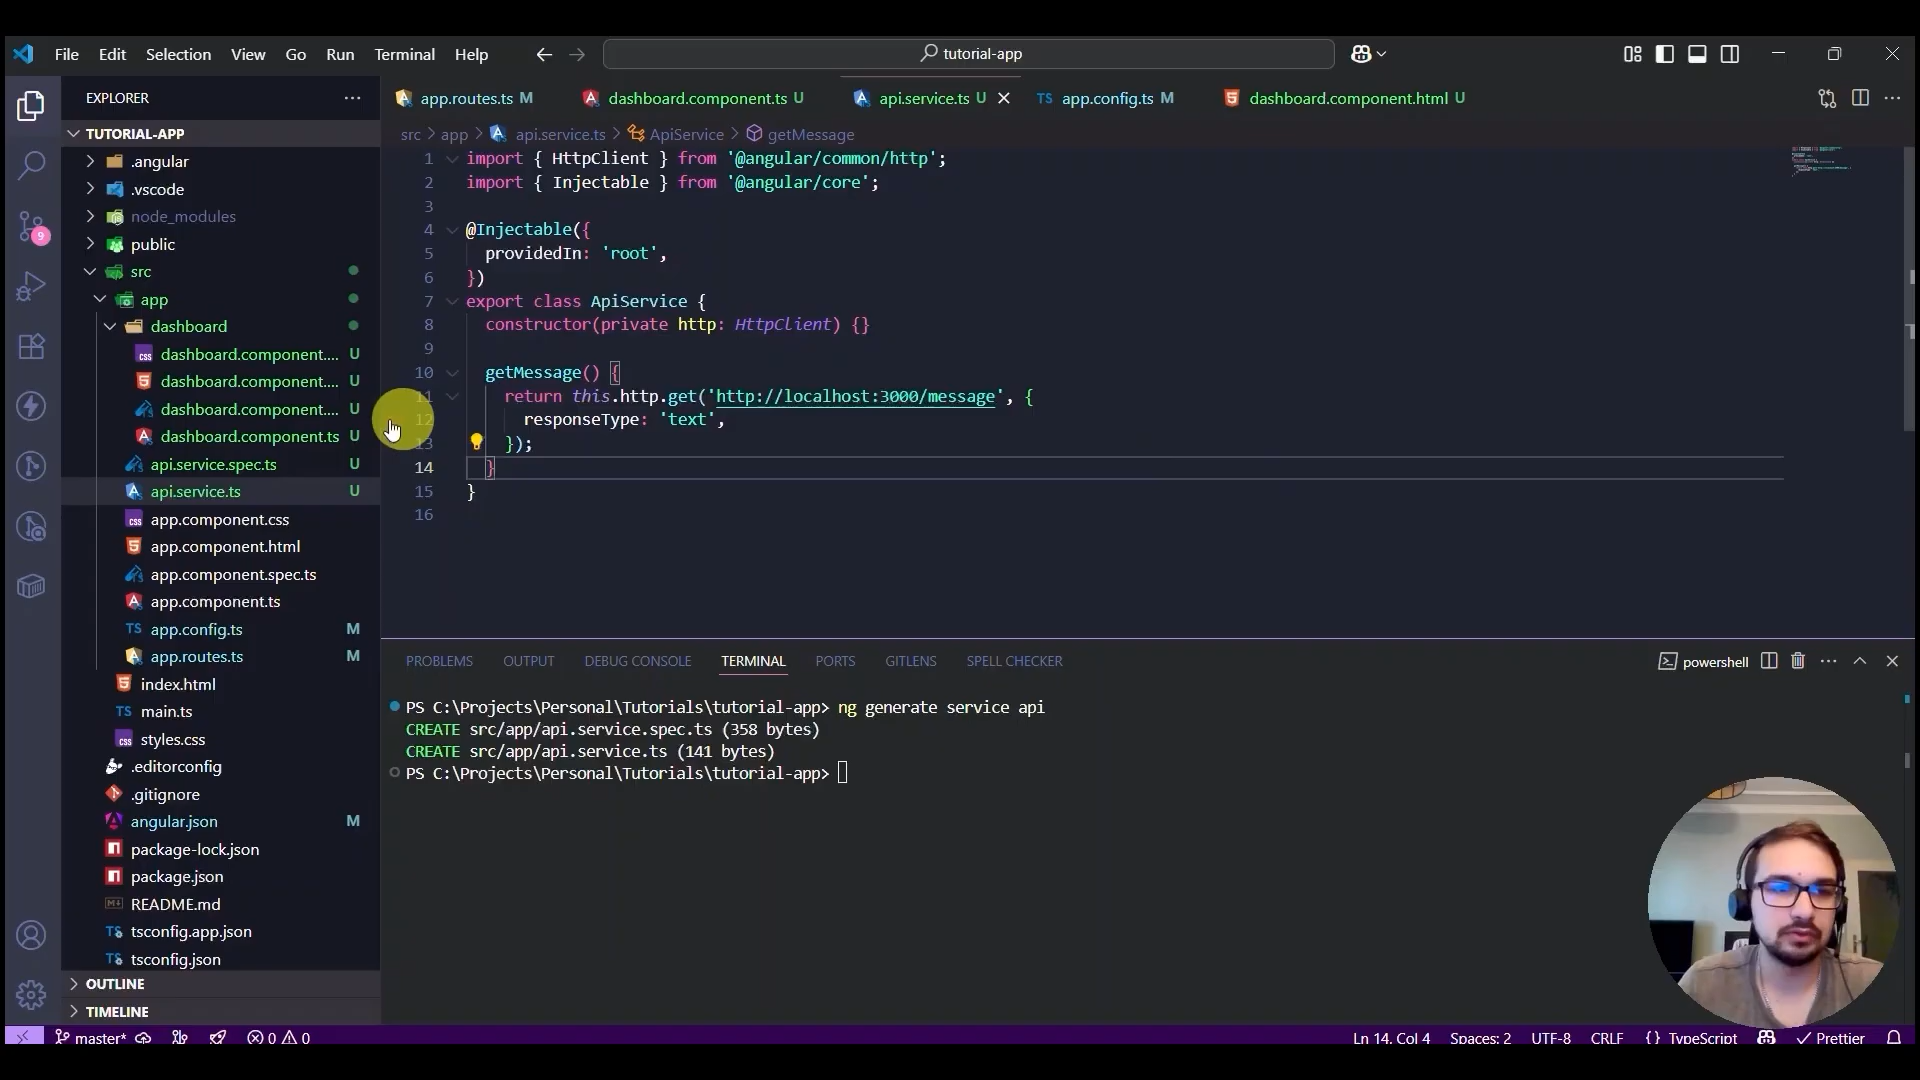 File Edit Selection View Go Run Terminal Help
tutorial-app
EXPLORER
app.routes.ts M
dashboard.component.ts U
api.service.ts U
TS app.config.ts M
dashboard.component.html U
TUTORIAL-APP
src > app > api.service.ts > ApiService > getMessage
.angular
.vscode
node_modules
public
src
app
dashboard
dashboard.component.... U
dashboard.component.... U
dashboard.component.... U
dashboard.component.ts U
api.service.spec.ts U
api.service.ts U
app.component.css
app.component.html
app.component.spec.ts
app.component.ts
TS app.config.ts M
app.routes.ts M
index.html
TS main.ts
styles.css
.editorconfig
.gitignore
angular.json M
package-lock.json
package.json
README.md
tsconfig.app.json
tsconfig.json
OUTLINE
TIMELINE
9
1 import { HttpClient } from '@angular/common/http';
2 import { Injectable } from '@angular/core';
3
4 @Injectable({
5 providedIn: 'root',
6 })
7 export class ApiService {
8 constructor(private http: HttpClient) {}
9
10 getMessage() {
11 return this.http.get('http://localhost:3000/message', {
12 responseType: 'text',
13 });
14 }
15 }
16
PROBLEMS OUTPUT DEBUG CONSOLE TERMINAL PORTS GITLENS SPELL CHECKER
powershell
PS C:\Projects\Personal\Tutorials\tutorial-app> ng generate service api
CREATE src/app/api.service.spec.ts (358 bytes)
CREATE src/app/api.service.ts (141 bytes)
PS C:\Projects\Personal\Tutorials\tutorial-app>
master* 0 0
Ln 14, Col 4 Spaces: 2 UTF-8 CRLF {} TypeScript Prettier